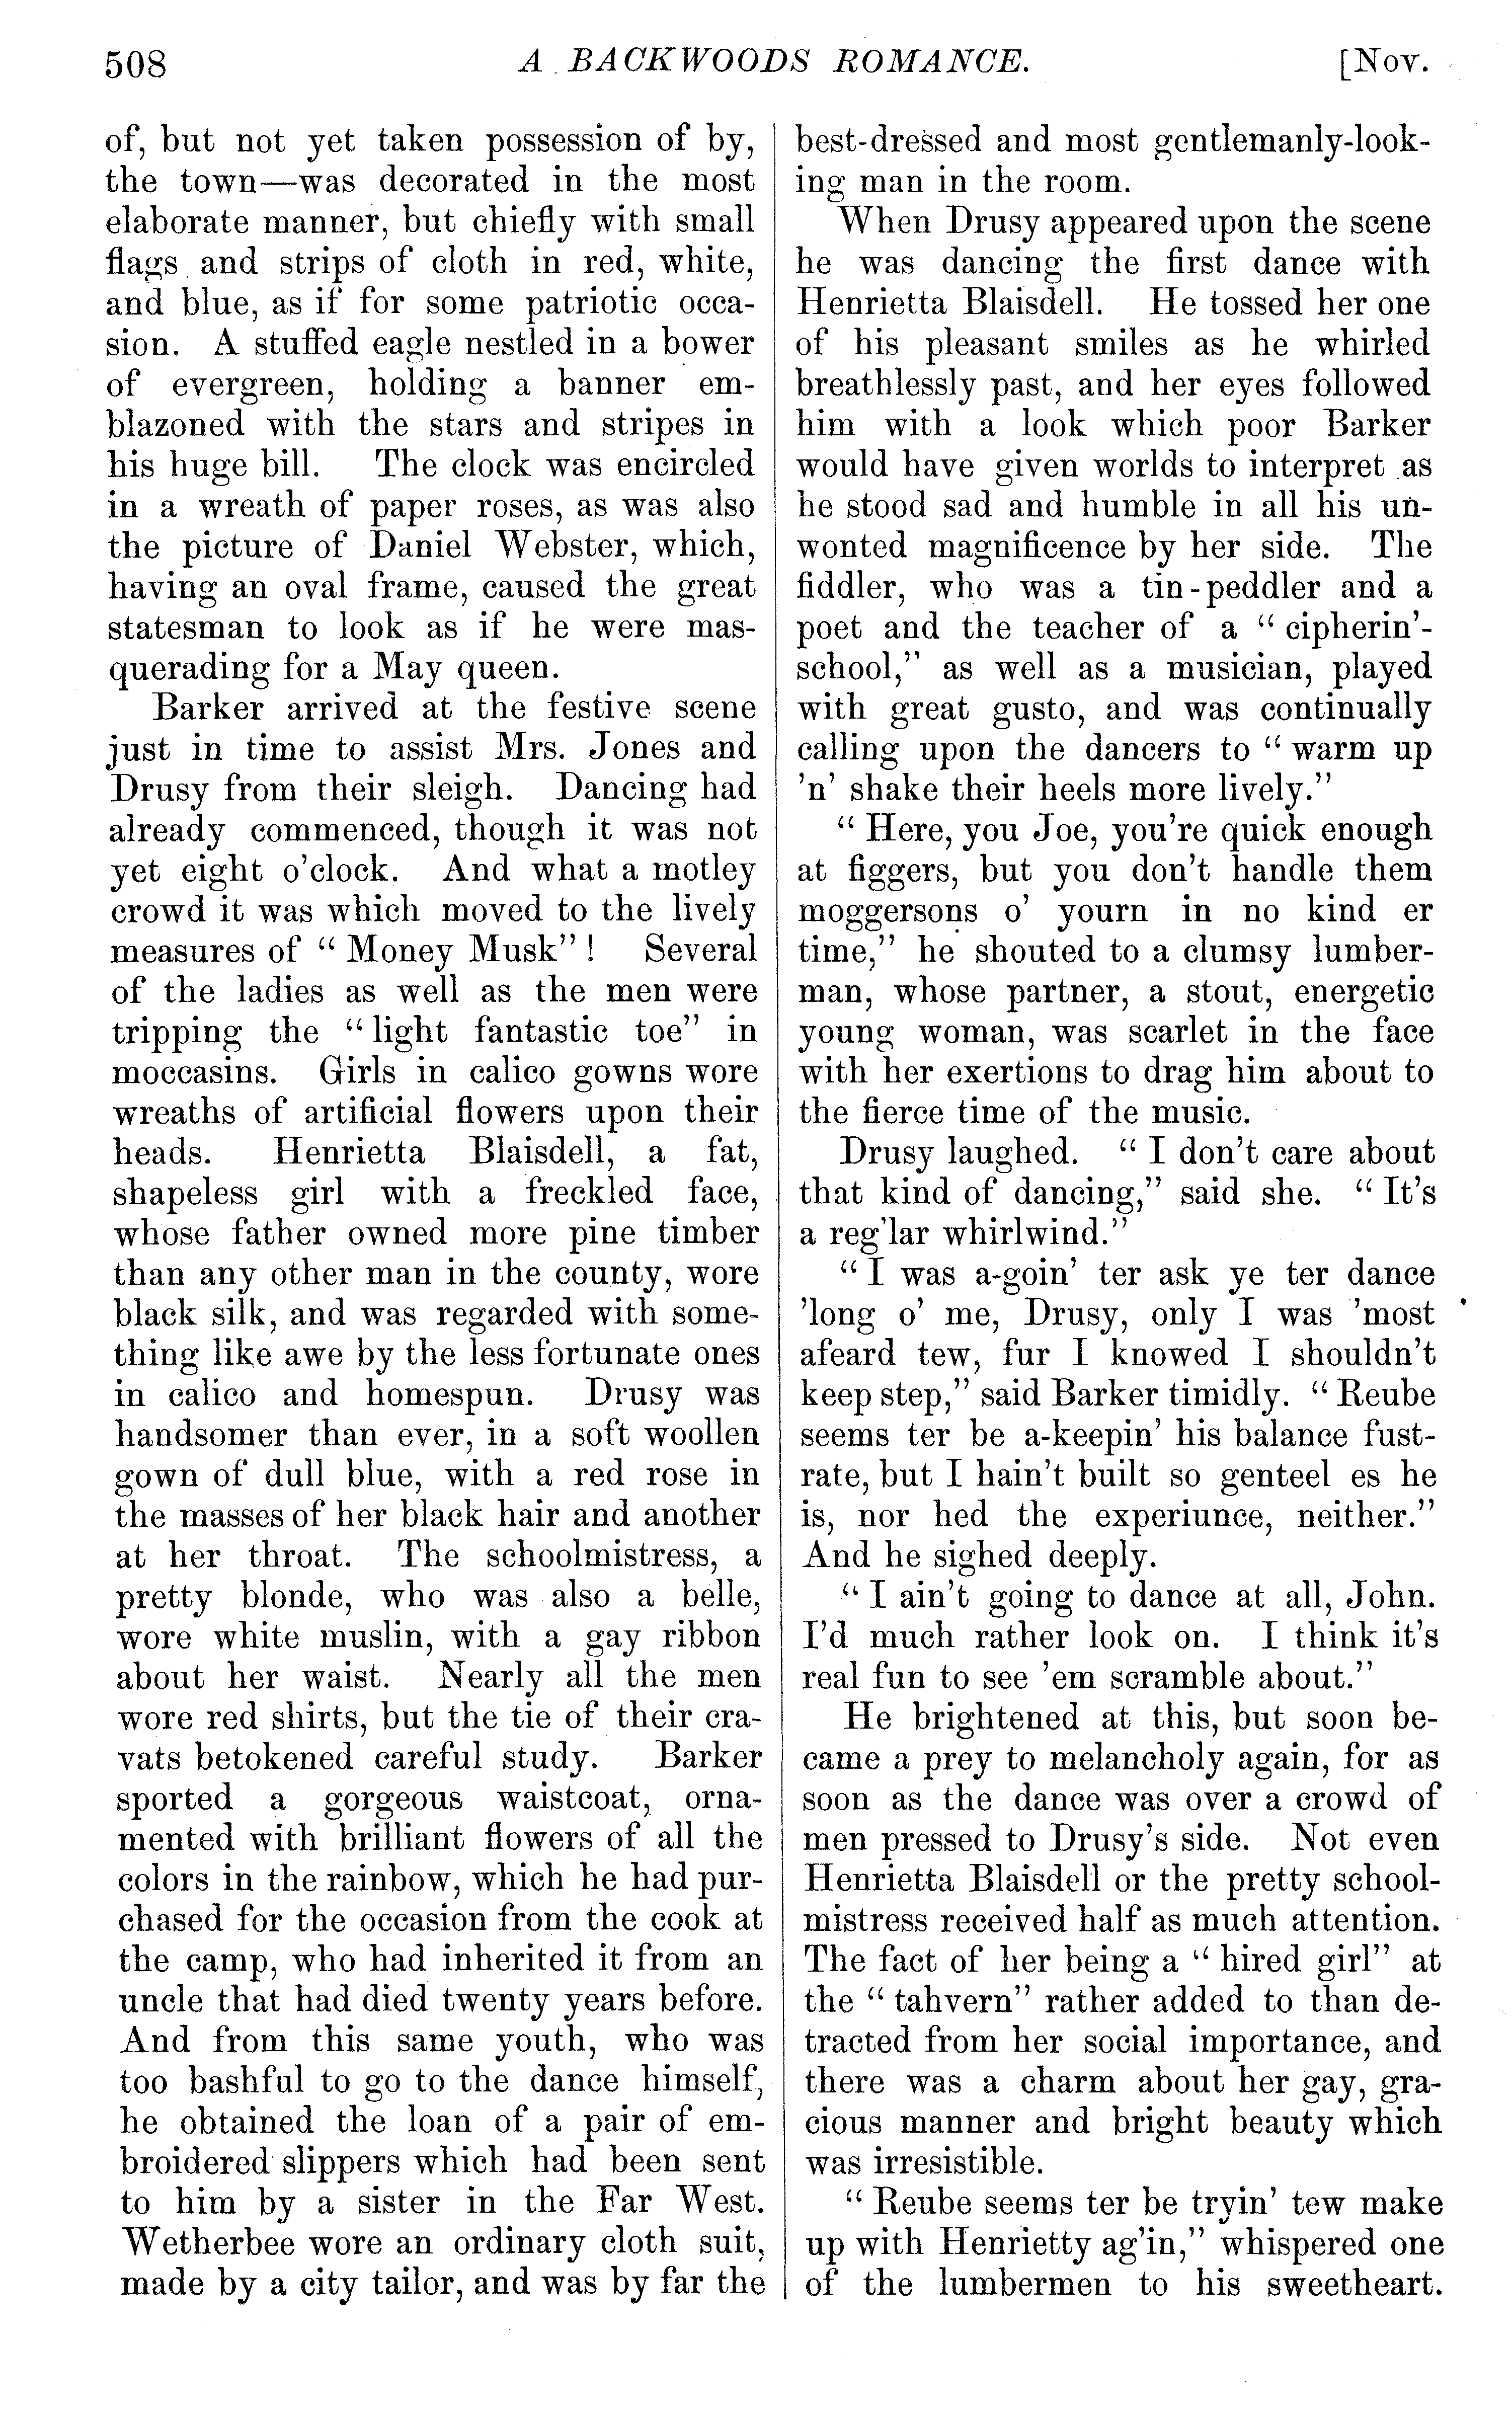 508
A BACKWOODS ROMANCE.
[Nov.
of, but not yet taken possession of by,
the town—was decorated in the most
elaborate manner, but chiefly with small
flags and strips of cloth in red, white,
and blue, as if for some patriotic occa-
sion. A stuffed eagle nestled in a bower
of evergreen, holding a banner em-
blazoned with the stars and stripes in
his huge bill. The clock was encircled
in a wreath of paper roses, as was also
the picture of Daniel Webster, which,
having an oval frame, caused the great
statesman to look as if he were mas-
querading for a May queen.
Barker arrived at the festive scene
just in time to assist Mrs. Jones and
Drusy from their sleigh. Dancing had
already commenced, though it was not
yet eight o'clock. And what a motley
crowd it was which moved to the lively
measures of “ Money Musk” ! Several
of the ladies as well as the men were
tripping the “ light fantastic toe” in
moccasins. Girls in calico gowns wore
wreaths of artificial flowers upon their
heads. Henrietta Blaisdell, a fat,
shapeless girl with a freckled face,
whose father owned more pine timber
than any other man in the county, wore
black silk, and was regarded with some-
thing like awe by the less fortunate ones
in calico and homespun. Drusy was
handsomer than ever, in a soft woollen
gown of dull blue, with a red rose in
the masses of her black hair and another
at her throat. The schoolmistress, a
pretty blonde, who was also a belle,
wore white muslin, with a gay ribbon
about her waist. Nearly all the men
wore red shirts, but the tie of their cra-
vats betokened careful study. Barker
sported a gorgeous waistcoat, orna-
mented with brilliant flowers of all the
colors in the rainbow, which he had pur-
chased for the occasion from the cook at
the camp, who had inherited it from an
uncle that had died twenty years before.
And from this same youth, who was
too bashful to go to the dance himself,
he obtained the loan of a pair of em-
broidered slippers which had been sent
to him by a sister in the Far West.
Wetherbee wore an ordinary cloth suit,
made by a city tailor, and was by far the
best-dressed and most gentlemanly-look-
ing man in the room.
When Drusy appeared upon the scene
he was dancing the first dance with
Henrietta Blaisdell. He tossed her one
of his pleasant smiles as he whirled
breathlessly past, and her eyes followed
him with a look which poor Barker
would have given worlds to interpret as
he stood sad and humble in all his un-
wonted magnificence by her side. The
fiddler, who was a tin-peddler and a
poet and the teacher of a “ cipherin'-
school,” as well as a musician, played
with great gusto, and was continually
calling upon the dancers to “ warm up
'n' shake their heels more lively.”
“ Here, you Joe, you're quick enough
at figgers, but you don't handle them
moggersons o' yourn in no kind er
time,” he shouted to a clumsy lumber-
man, whose partner, a stout, energetic
young woman, was scarlet in the face
with her exertions to drag him about to
the fierce time of the music.
Drusy laughed. “ I don't care about
that kind of dancing,” said she. “ It's
a reg'lar whirlwind.”
“ I was a-goin' ter ask ye ter dance
'long o' me, Drusy, only I was 'most
afeard tew, fur I knowed I shouldn't
keep step,” said Barker timidly. “ Reube
seems ter be a-keepin' his balance fust-
rate, but I hain't built so genteel es he
is, nor hed the experiunce, neither.”
And he sighed deeply.
“ I ain't going to dance at all, John.
I'd much rather look on. I think it's
real fun to see 'em scramble about.”
He brightened at this, but soon be-
came a prey to melancholy again, for as
soon as the dance was over a crowd of
men pressed to Drusy's side. Not even
Henrietta Blaisdell or the pretty school-
mistress received half as much attention.
The fact of her being a “ hired girl” at
the “ tahvern” rather added to than de-
tracted from her social importance, and
there was a charm about her gay, gra-
cious manner and bright beauty which
was irresistible.
“ Reube seems ter be tryin' tew make
up with Henrietty ag'in,” whispered one
of the lumbermen to his sweetheart.